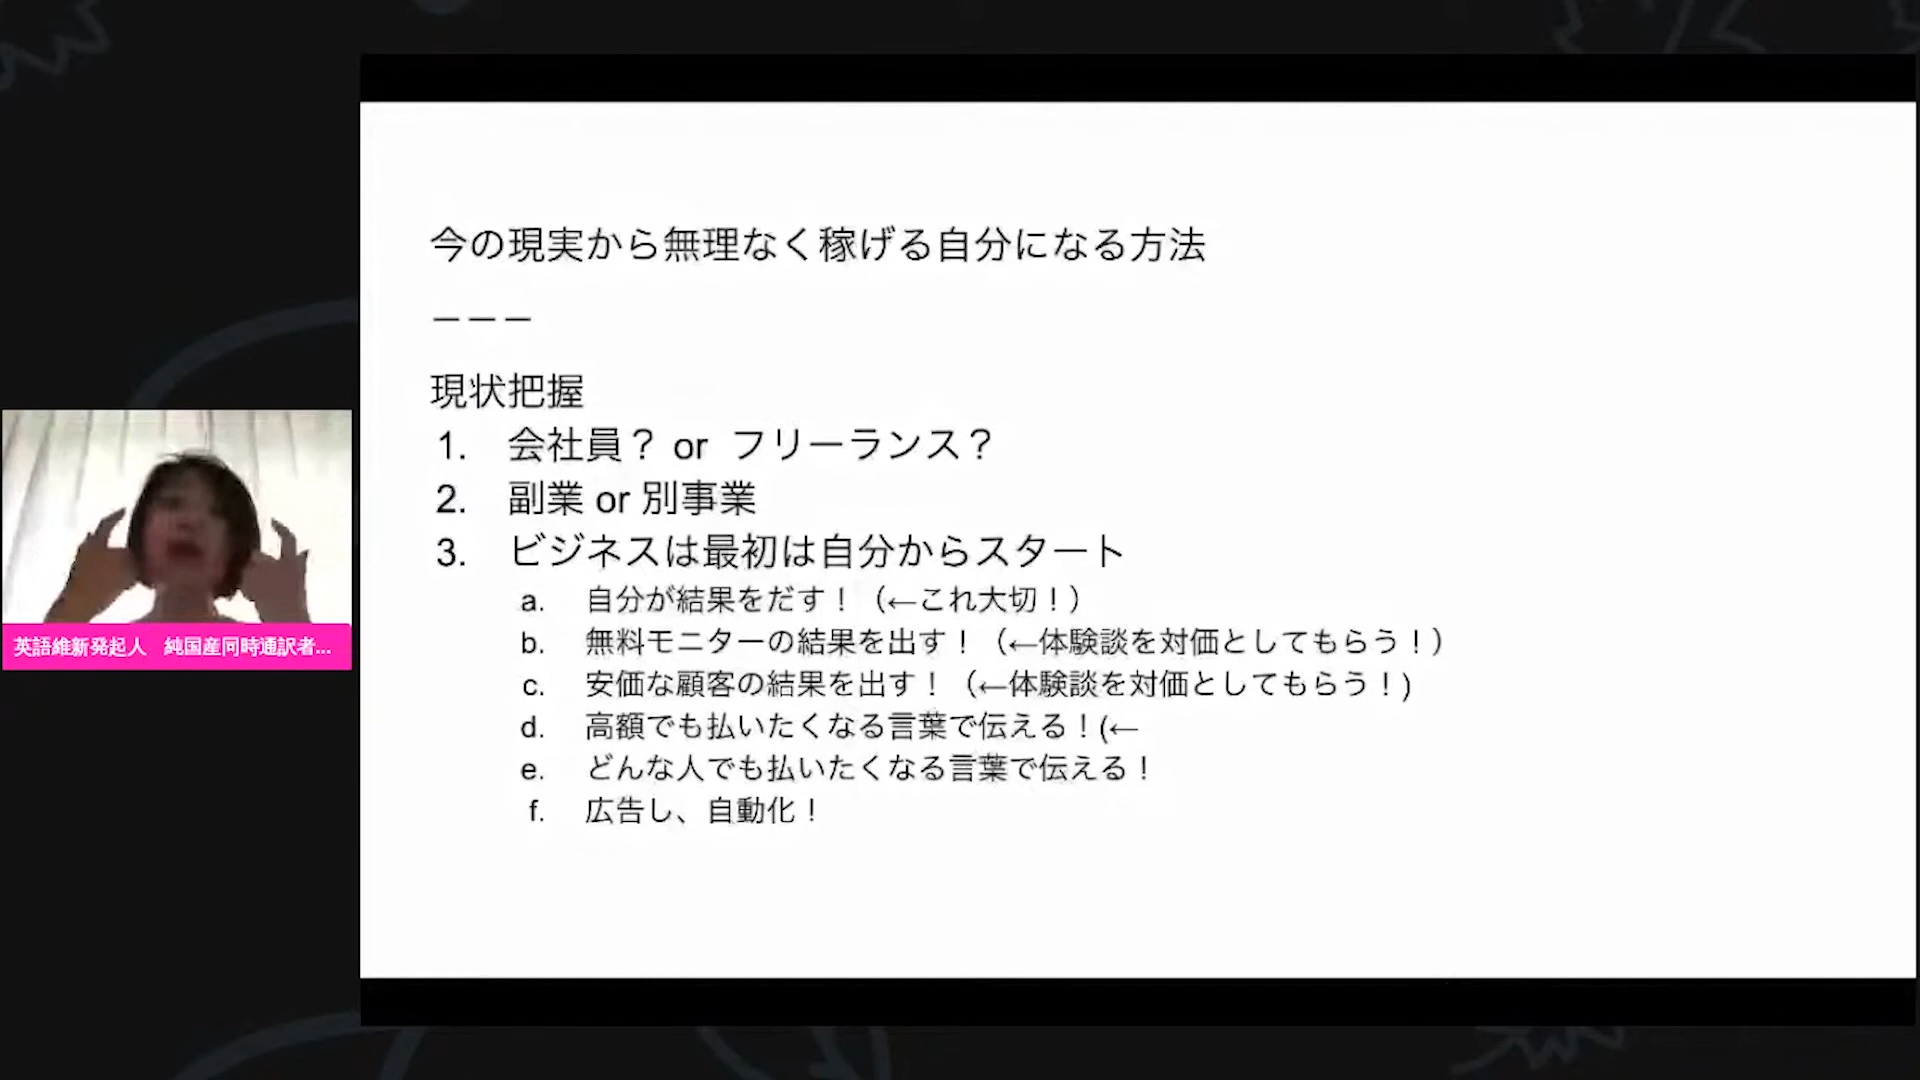 今の現実から無理なく稼げる自分になる方法
ーーー
現状把握
1. 会社員？ or フリーランス？
2. 副業 or 別事業
3. ビジネスは最初は自分からスタート
a. 自分が結果をだす！（←これ大切！）
b. 無料モニターの結果を出す！（←体験談を対価としてもらう！）
c. 安価な顧客の結果を出す！（←体験談を対価としてもらう！)
d. 高額でも払いたくなる言葉で伝える！(←
e. どんな人でも払いたくなる言葉で伝える！
f. 広告し、自動化！
英語維新発起人　純国産同時通訳者...